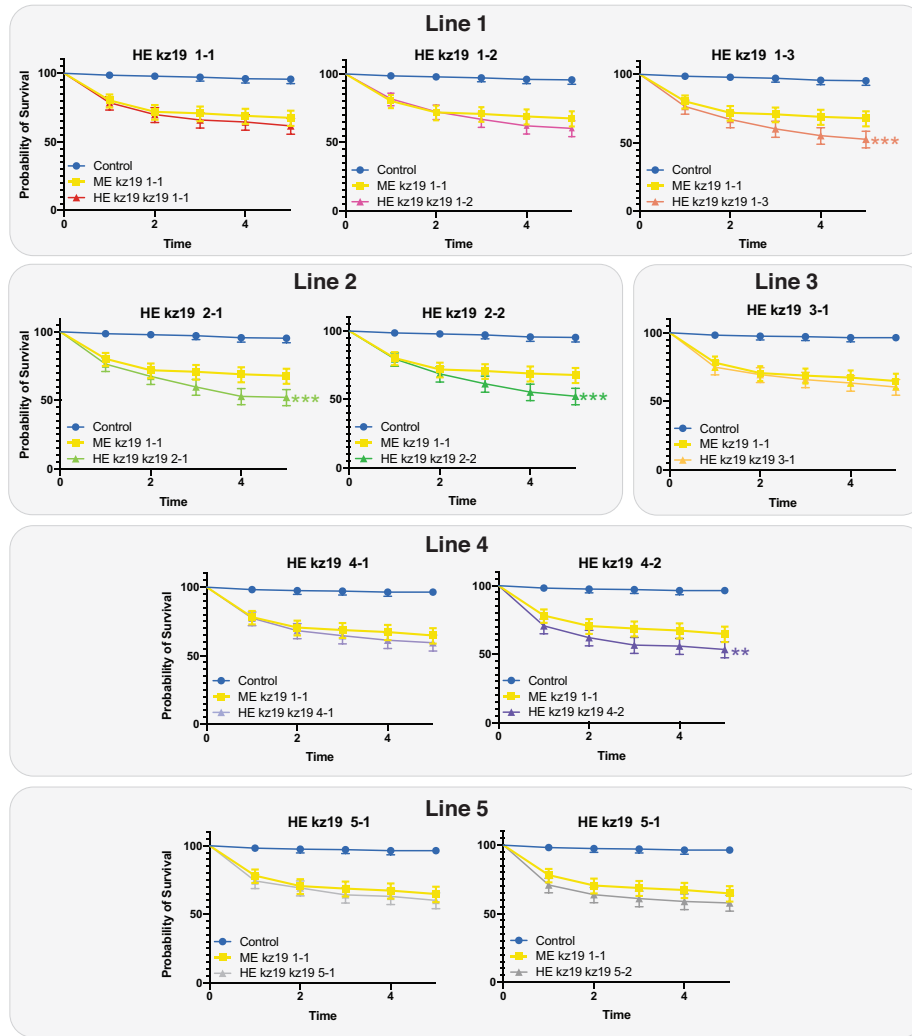 Line 1
HE kz19 1-1
HE kz19 1-2
HE kz19 1-3
Probability of Survival
100
50
0
0
2
4
Time
Control
ME kz19 1-1
HE kz19 kz19 1-1
100
50
0
0
2
4
Time
Control
ME kz19 1-1
HE kz19 kz19 1-2
100
50
0
0
2
4
Time
Control
ME kz19 1-1
HE kz19 kz19 1-3
***
Line 2
HE kz19 2-1
HE kz19 2-2
Probability of Survival
100
50
0
0
2
4
Time
Control
ME kz19 1-1
HE kz19 kz19 2-1
***
100
50
0
0
2
4
Time
Control
ME kz19 1-1
HE kz19 kz19 2-2
***
Line 3
HE kz19 3-1
100
50
0
0
2
4
Time
Control
ME kz19 1-1
HE kz19 kz19 3-1
Line 4
HE kz19 4-1
HE kz19 4-2
Probability of Survival
100
50
0
0
2
4
Time
Control
ME kz19 1-1
HE kz19 kz19 4-1
100
50
0
0
2
4
Time
Control
ME kz19 1-1
HE kz19 kz19 4-2
**
Line 5
HE kz19 5-1
HE kz19 5-1
Probability of Survival
100
50
0
0
2
4
Time
Control
ME kz19 1-1
HE kz19 kz19 5-1
100
50
0
0
2
4
Time
Control
ME kz19 1-1
HE kz19 kz19 5-2